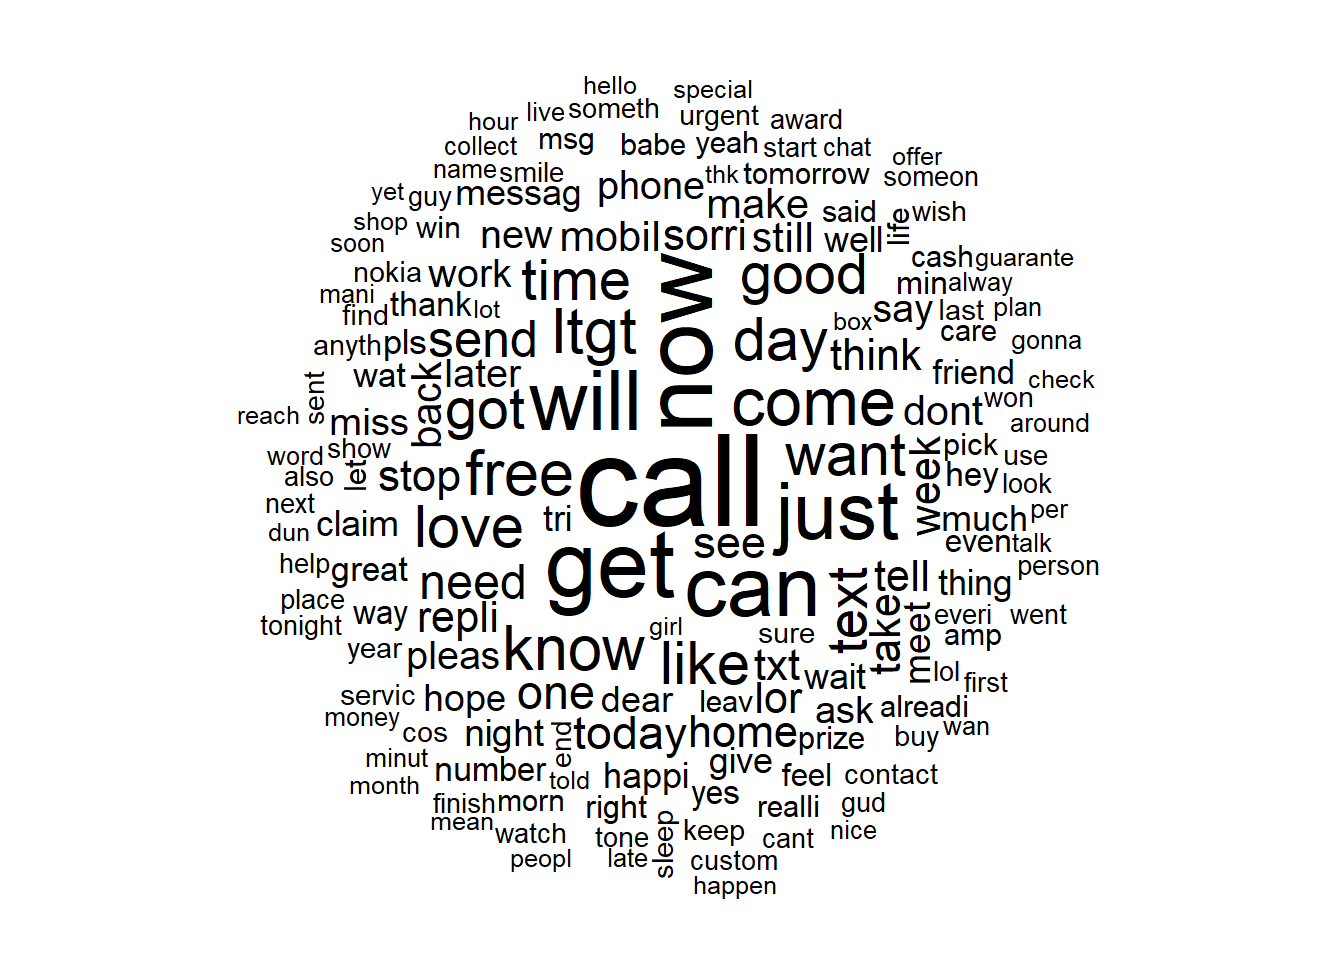 hello special
live someth urgent award
hour msg babe yeah start chat
collect offer
name smile thk tomorrow someon
yet guy messag phone make said life wish
shop win new mobil sorri still well
soon cash guarante
nokia work time now good min alway
mani thank lot box say last plan
find send ltgt day care gonna
anyth pls think
wat later friend check
sent back got will come dont won
reach miss around
word show want week pick use
also let stop free call hey look
next just much per
dun claim love tri see even talk
help great get person
place need can text tell thing
tonight way repli take meet everi went
year girl sure amp
pleas know like txt wait lol first
servic hope one dear leav lor ask alreadi
money cos night today home prize buy wan
minut end
month number told happi give feel contact
finish morn right yes realli gud
mean watch tone sleep keep cant nice
peopl late custom
happen